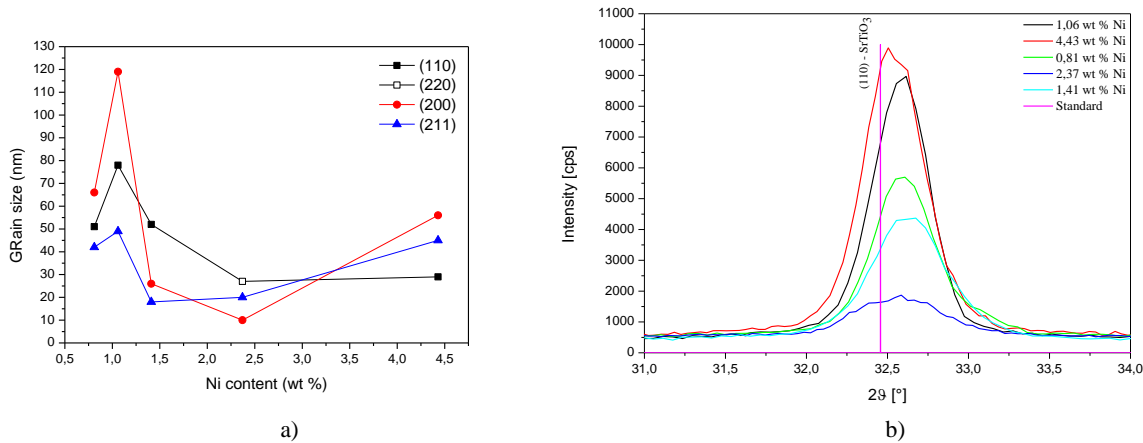 130
120
110
100
90
80
70
60
50
40
30
20
10
0
GRain size (nm)
(110)
(220)
(200)
(211)
0,5 1,0 1,5 2,0 2,5 3,0 3,5 4,0 4,5
Ni content (wt %)
a)
11000
10000
9000
8000
7000
6000
5000
4000
3000
2000
1000
0
Intensity [cps]
(110) - SrTiO3
1,06 wt % Ni
4,43 wt % Ni
0,81 wt % Ni
2,37 wt % Ni
1,41 wt % Ni
Standard
31,0 31,5 32,0 32,5 33,0 33,5 34,0
2ϑ [°]
b)